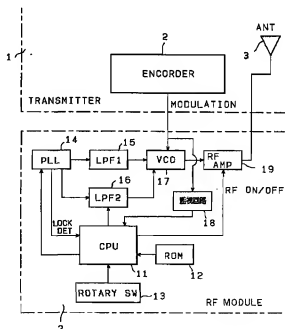 ANT
2
1
3
ENCORDER
TRANSMITTER
MODULATION
14
15
PLL
LPF1
VCO
RF AMP
19
16
17
RF ON/OFF
LPF2
18
LOCK DET
CPU
11
ROM
12
ROTARY SW
13
RF MODULE